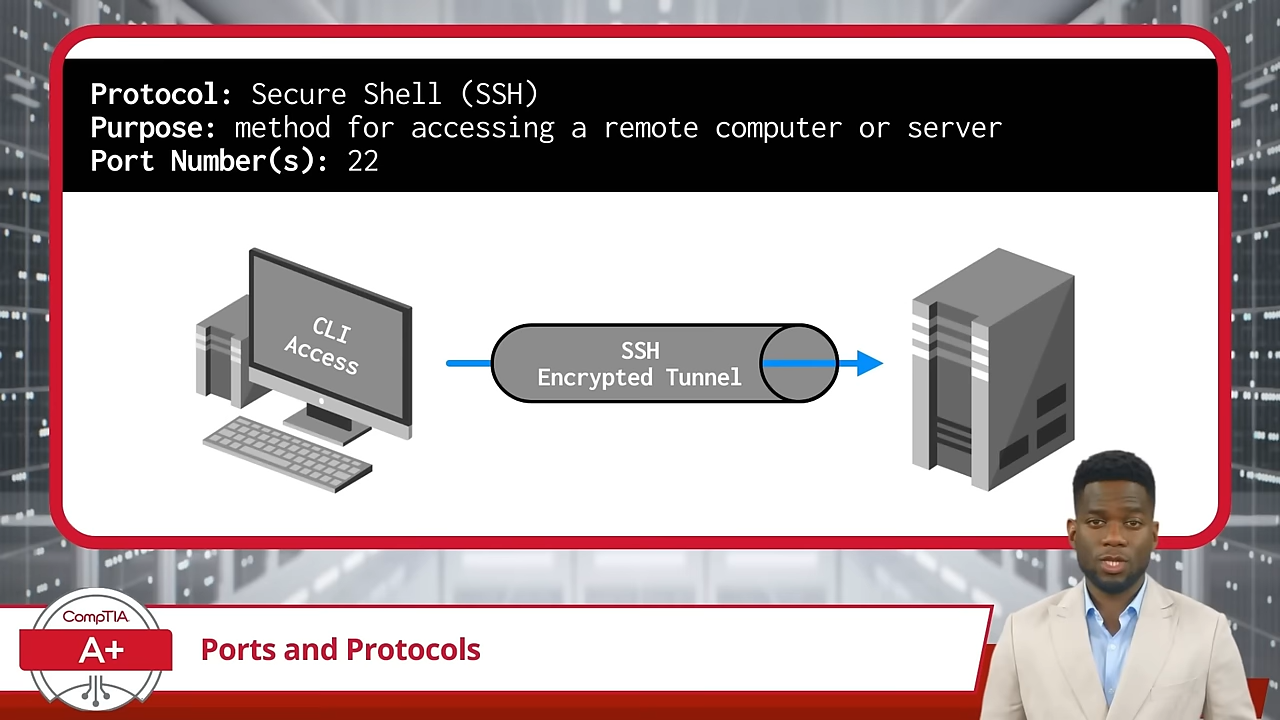 Protocol: Secure Shell (SSH)
Purpose: method for accessing a remote computer or server
Port Number(s): 22
CLI
Access
SSH
Encrypted Tunnel
CompTIA
A+
Ports and Protocols